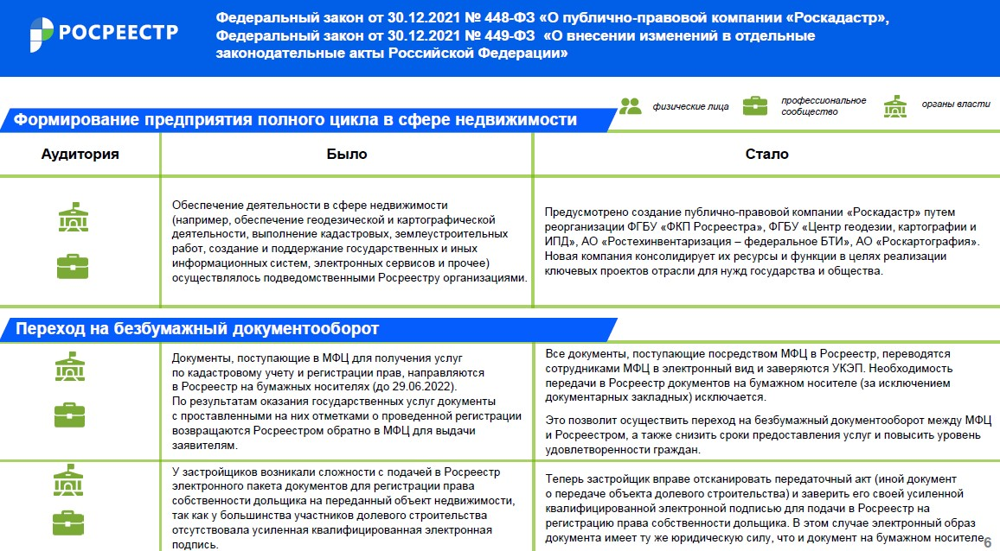 РОСРЕЕСТР
Федеральный закон от 30.12.2021 № 448-ФЗ «О публично-правовой компании «Роскадастр»,
Федеральный закон от 30.12.2021 № 449-ФЗ «О внесении изменений в отдельные
законодательные акты Российской Федерации»
физические лица
профессиональное
сообщество
органы власти
Формирование предприятия полного цикла в сфере недвижимости
Аудитория
Было
Стало
Обеспечение деятельности в сфере недвижимости
(например, обеспечение геодезической и картографической
деятельности, выполнение кадастровых, землеустроительных
работ, создание и поддержание государственных и иных
информационных систем, электронных сервисов и прочее)
осуществлялось подведомственными Росреестру организациями.
Предусмотрено создание публично-правовой компании «Роскадастр» путем
реорганизации ФГБУ «ФКП Росреестра», ФГБУ «Центр геодезии, картографии и
ИПД», АО «Ростехинвентаризация – федеральное БТИ», АО «Роскартография».
Новая компания консолидирует их ресурсы и функции в целях реализации
ключевых проектов отрасли для нужд государства и общества.
Переход на безбумажный документооборот
Документы, поступающие в МФЦ для получения услуг
по кадастровому учету и регистрации прав, направляются
в Росреестр на бумажных носителях (до 29.06.2022).
По результатам оказания государственных услуг документы
с проставленными на них отметками о проведенной регистрации
возвращаются Росреестром обратно в МФЦ для выдачи
заявителям.
Все документы, поступающие посредством МФЦ в Росреестр, переводятся
сотрудниками МФЦ в электронный вид и заверяются УКЭП. Необходимость
передачи в Росреестр документов на бумажном носителе (за исключением
документарных закладных) исключается.
Это позволит осуществить переход на безбумажный документооборот между МФЦ
и Росреестром, а также снизить сроки предоставления услуг и повысить уровень
удовлетворенности граждан.
У застройщиков возникали сложности с подачей в Росреестр
электронного пакета документов для регистрации права
собственности дольщика на переданный объект недвижимости,
так как у большинства участников долевого строительства
отсутствовала усиленная квалифицированная электронная
подпись.
Теперь застройщик вправе отсканировать передаточный акт (иной документ
о передаче объекта долевого строительства) и заверить его своей усиленной
квалифицированной электронной подписью для подачи в Росреестр на
регистрацию права собственности дольщика. В этом случае электронный образ
документа имеет ту же юридическую силу, что и документ на бумажном носителе
6